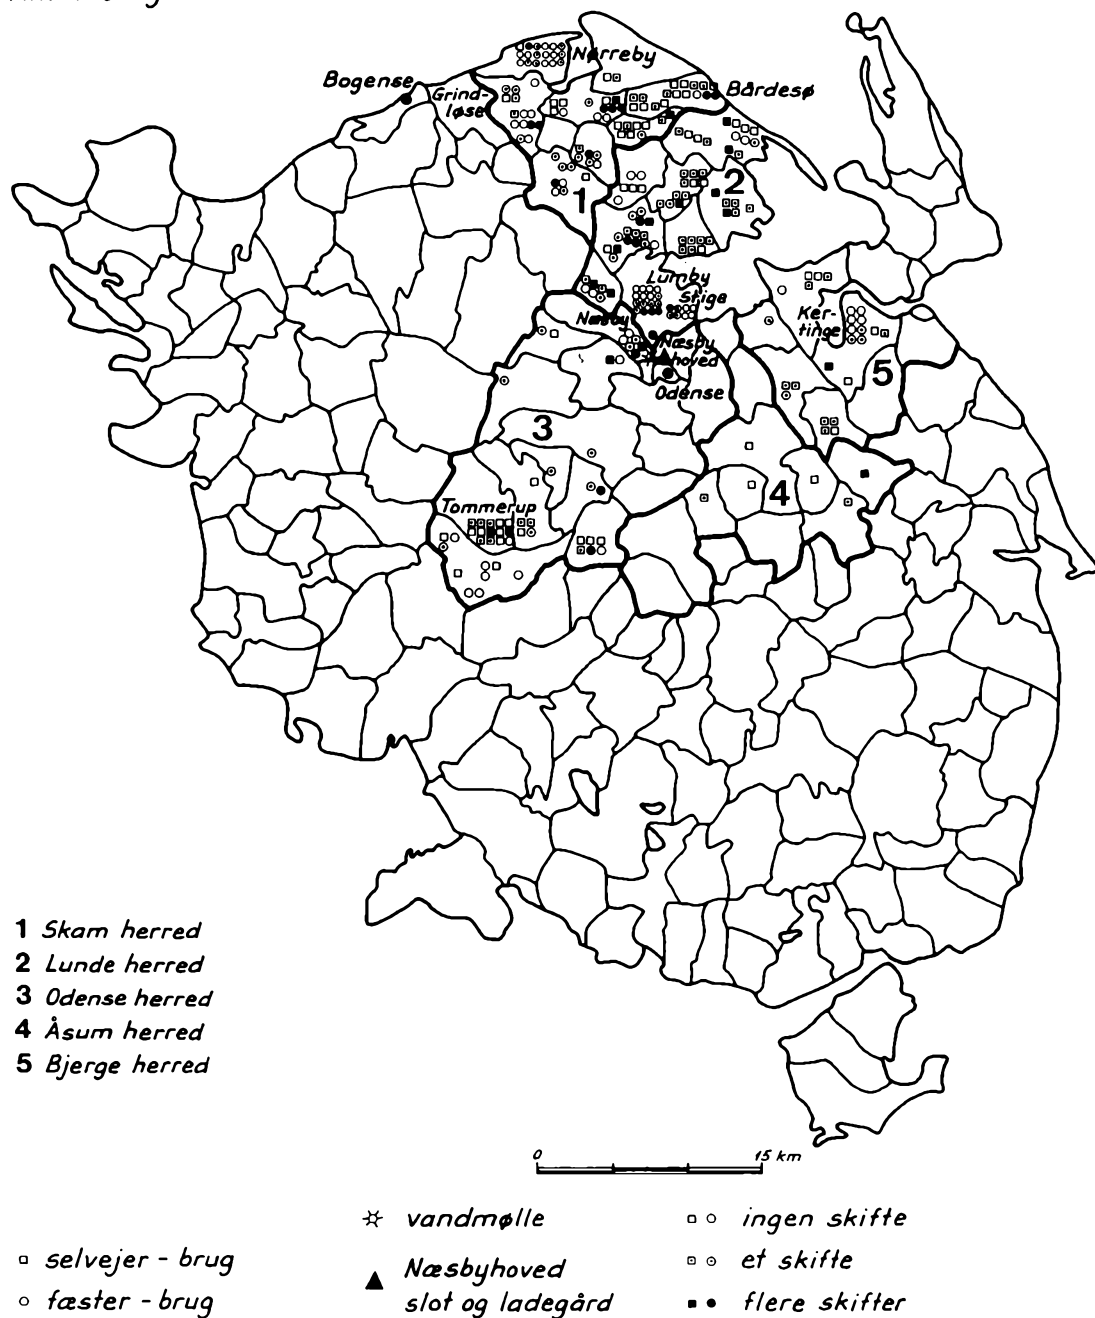 Nørreby
Bogense
Grind-
løse
Bårdesø
1
2
Lumby
Stige
Næsby
Næsby
hoved
Odense
Ker-
tinge
5
3
4
Tommerup
1 Skam herred
2 Lunde herred
3 Odense herred
4 Åsum herred
5 Bjerge herred
0 15 km
vandmølle
ingen skifte
selvejer - brug
Næsbyhoved
slot og ladegård
et skifte
fæster - brug
flere skifter